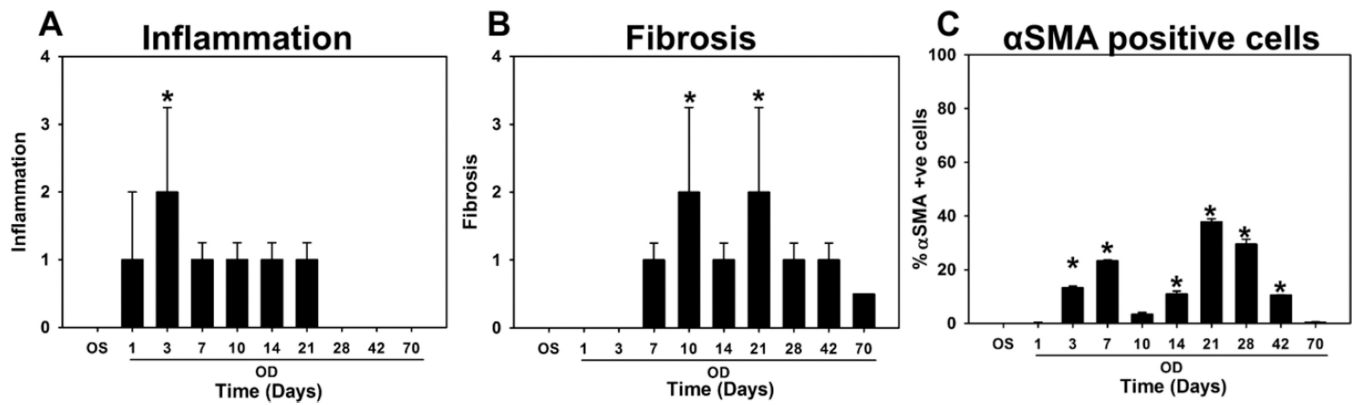 A
Inflammation
Inflammation
4
3
2
1
0
*
OS 1 3 7 10 14 21 28 42 70
OD
Time (Days)
B
Fibrosis
Fibrosis
4
3
2
1
0
* *
OS 1 3 7 10 14 21 28 42 70
OD
Time (Days)
C
αSMA positive cells
% αSMA +ve cells
100
80
60
40
20
0
* * * * * *
OS 1 3 7 10 14 21 28 42 70
OD
Time (Days)